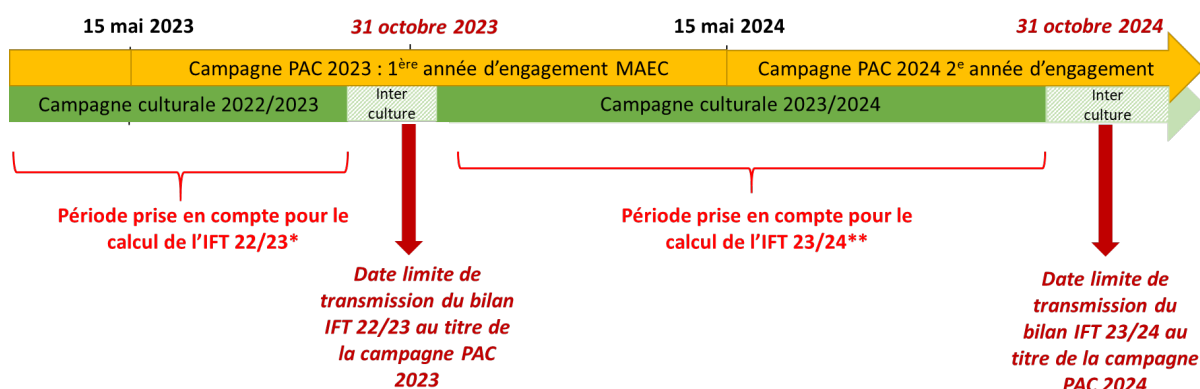 15 mai 2023
31 octobre 2023
15 mai 2024
31 octobre 2024
Campagne PAC 2023 : 1ère année d’engagement MAEC
Campagne PAC 2024 2e année d’engagement
Campagne culturale 2022/2023
Inter
culture
Campagne culturale 2023/2024
Inter
culture
Période prise en compte pour le
calcul de l’IFT 22/23*
Période prise en compte pour le
calcul de l’IFT 23/24**
Date limite de
transmission du bilan
IFT 22/23 au titre de
la campagne PAC
2023
Date limite de
transmission du
bilan IFT 23/24 au
titre de la campagne
PAC 2024